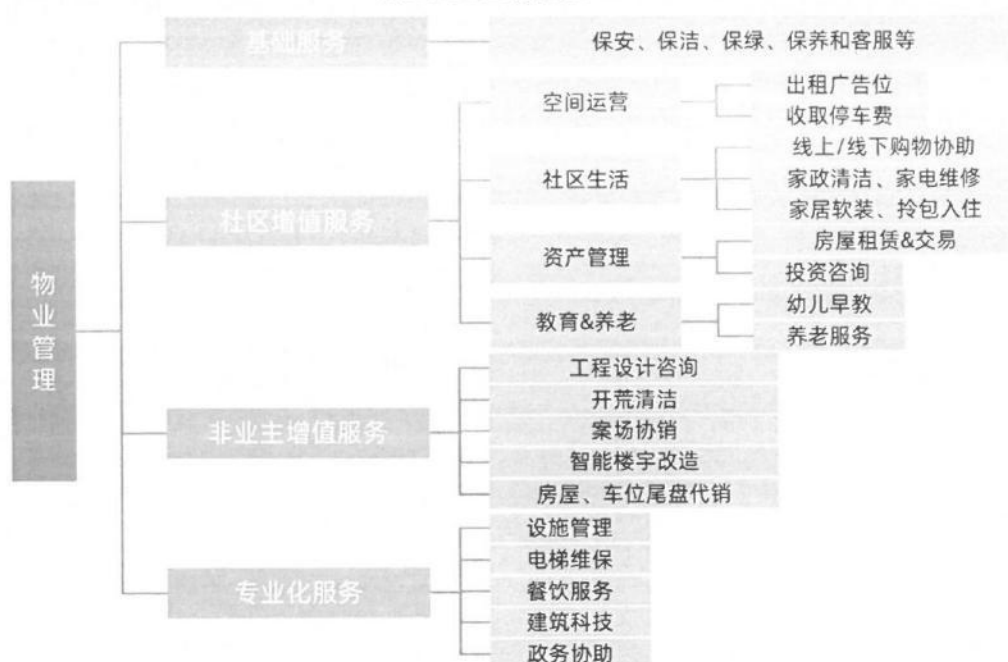 物业管理
基础服务
保安、保洁、保绿、保养和客服等
社区增值服务
空间运营
出租广告位
收取停车费
社区生活
线上/线下购物协助
家政清洁、家电维修
家居软装、拎包入住
资产管理
房屋租赁&交易
投资咨询
教育&养老
幼儿早教
养老服务
非业主增值服务
工程设计咨询
开荒清洁
案场协销
智能楼宇改造
房屋、车位尾盘代销
专业化服务
设施管理
电梯维保
餐饮服务
建筑科技
政务协助